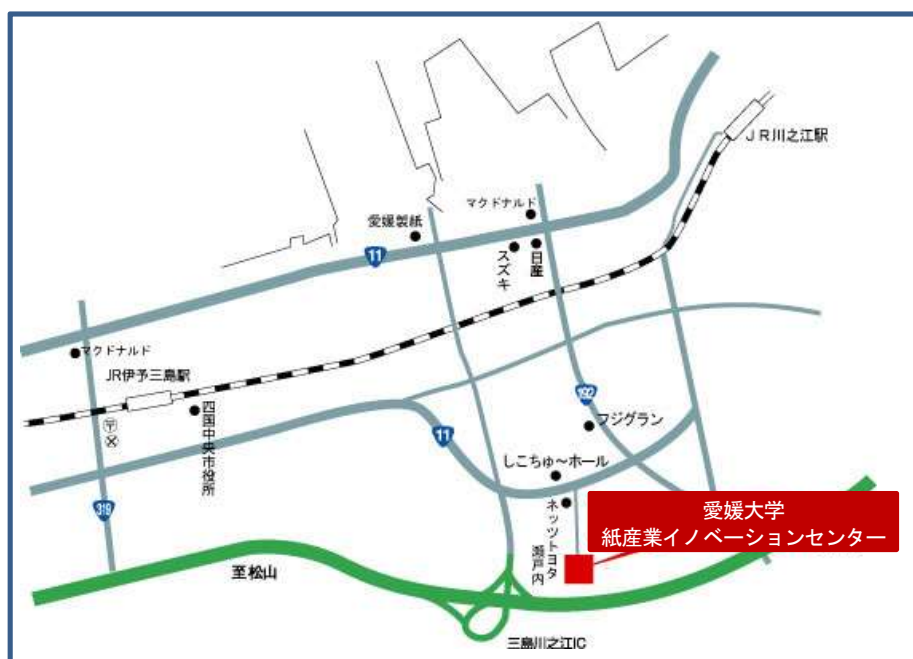 JR川之江駅
マクドナルド
愛媛製紙
11
スズキ
日産
マクドナルド
JR伊予三島駅
192
四国中央市役所
フジグラン
11
しこちゅ~ホール
319
ネッツトヨタ
瀬戸内
愛媛大学
紙産業イノベーションセンター
至松山
三島川之江IC